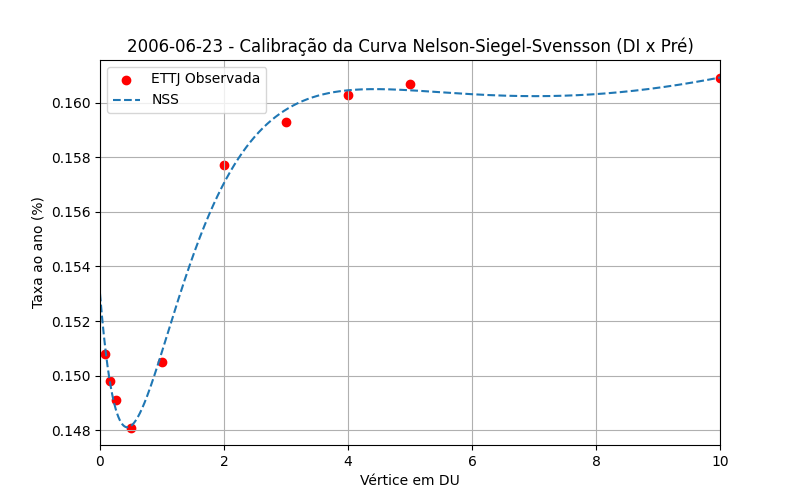 2006-06-23 - Calibração da Curva Nelson-Siegel-Svensson (DI x Pré)
ETTJ Observada
NSS
Taxa ao ano (%)
0.160
0.158
0.156
0.154
0.152
0.150
0.148
0 2 4 6 8 10
Vértice em DU